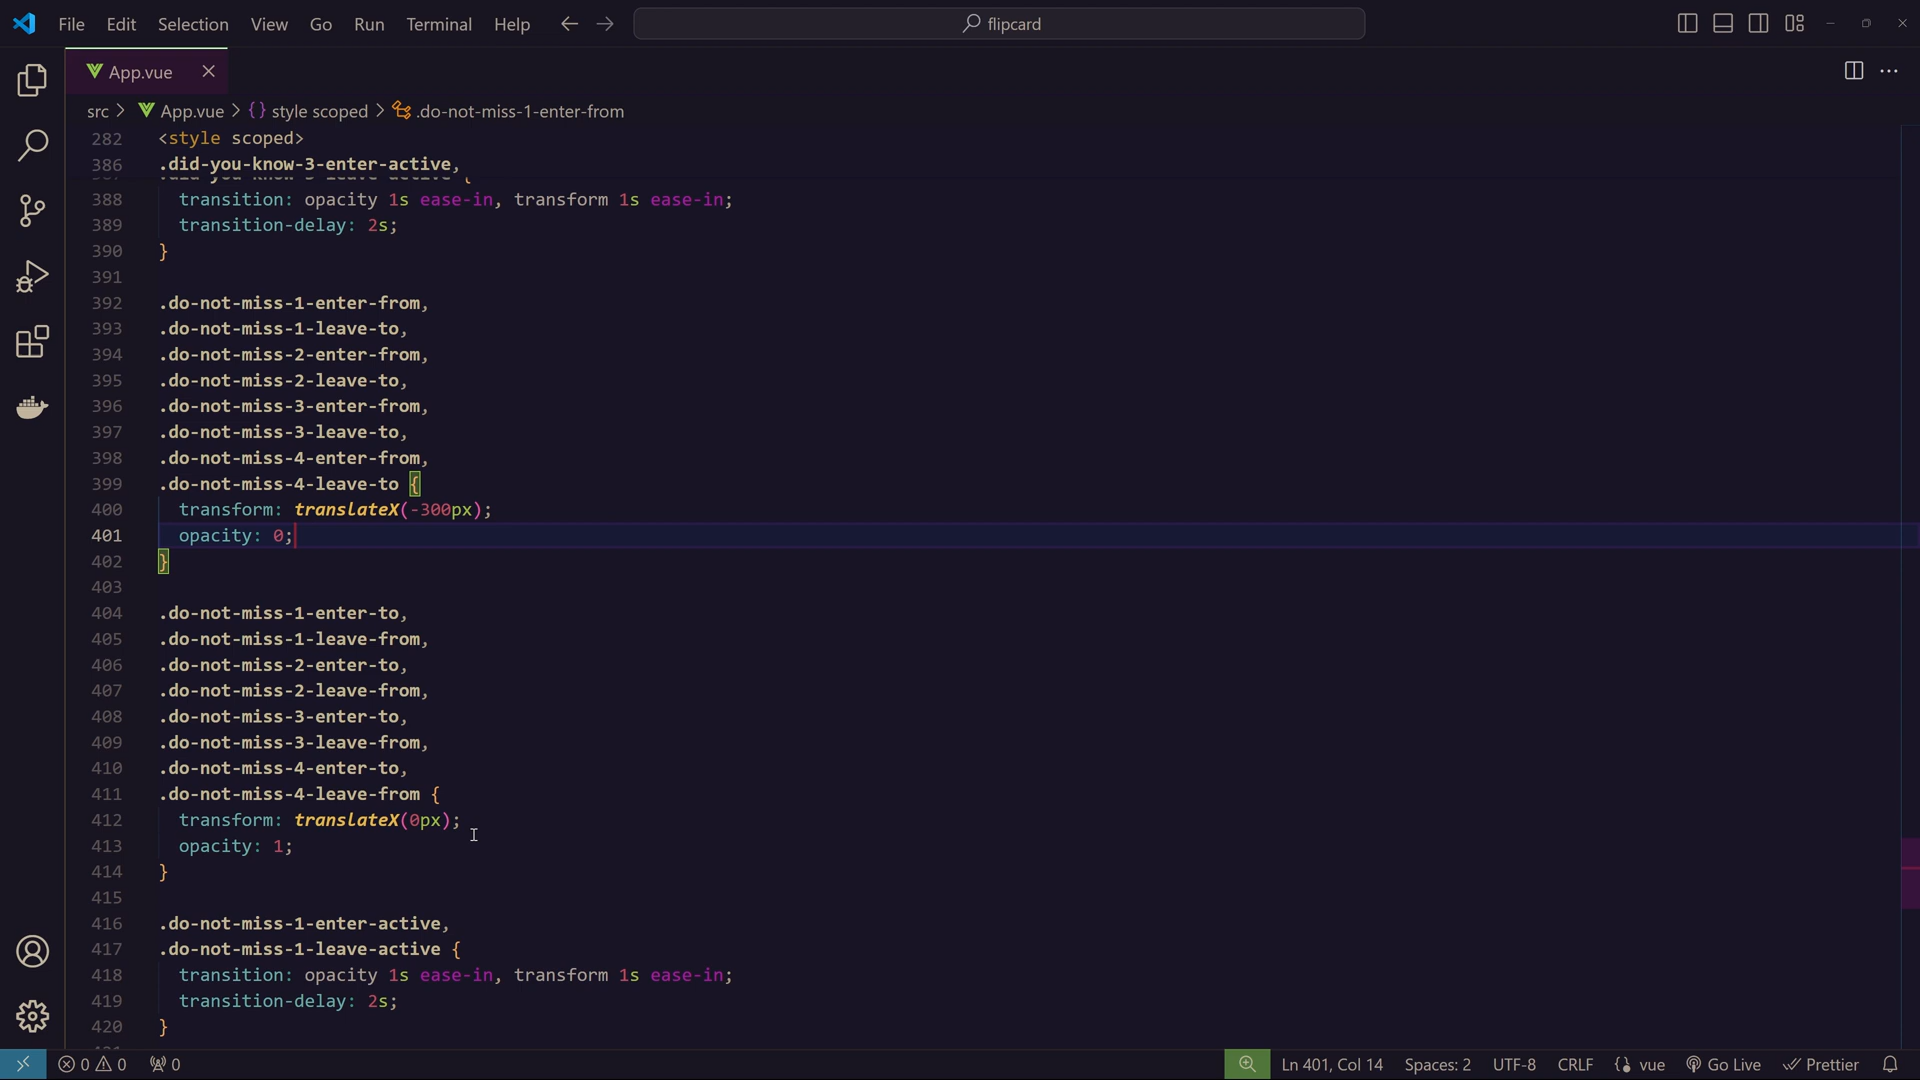 File Edit Selection View Go Run Terminal Help flipcard
App.vue
src > App.vue > {} style scoped > .do-not-miss-1-enter-from
282 <style scoped>
386 .did-you-know-3-enter-active,
388 transition: opacity 1s ease-in, transform 1s ease-in;
389 transition-delay: 2s;
390 }
391
392 .do-not-miss-1-enter-from,
393 .do-not-miss-1-leave-to,
394 .do-not-miss-2-enter-from,
395 .do-not-miss-2-leave-to,
396 .do-not-miss-3-enter-from,
397 .do-not-miss-3-leave-to,
398 .do-not-miss-4-enter-from,
399 .do-not-miss-4-leave-to {
400 transform: translateX(-300px);
401 opacity: 0;
402 }
403
404 .do-not-miss-1-enter-to,
405 .do-not-miss-1-leave-from,
406 .do-not-miss-2-enter-to,
407 .do-not-miss-2-leave-from,
408 .do-not-miss-3-enter-to,
409 .do-not-miss-3-leave-from,
410 .do-not-miss-4-enter-to,
411 .do-not-miss-4-leave-from {
412 transform: translateX(0px);
413 opacity: 1;
414 }
415
416 .do-not-miss-1-enter-active,
417 .do-not-miss-1-leave-active {
418 transition: opacity 1s ease-in, transform 1s ease-in;
419 transition-delay: 2s;
420 }
0 0 0 Ln 401, Col 14 Spaces: 2 UTF-8 CRLF vue Go Live Prettier